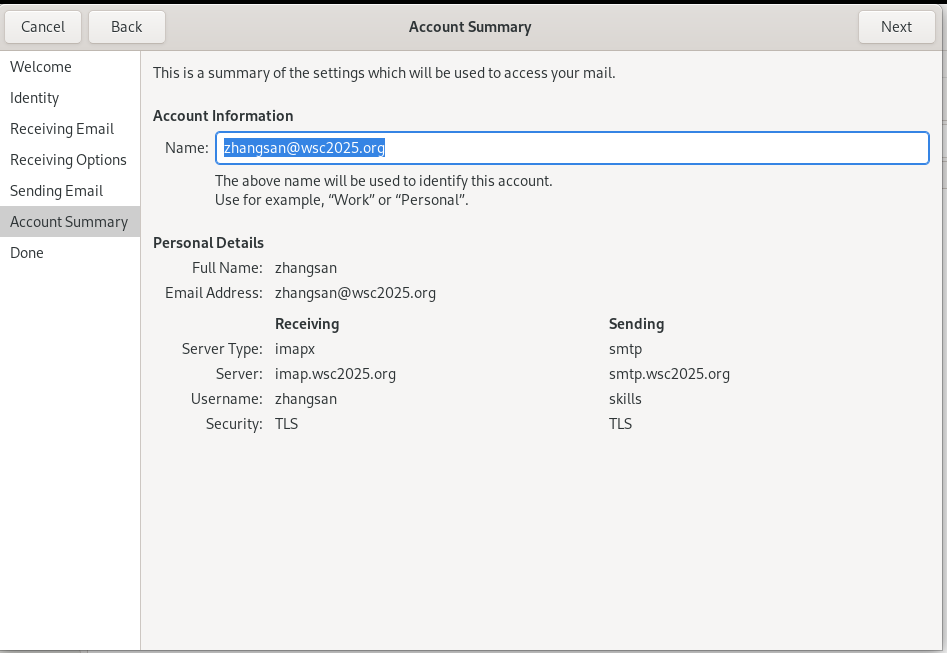 Cancel Back Account Summary Next
Welcome
Identity
Receiving Email
Receiving Options
Sending Email
Account Summary
Done
This is a summary of the settings which will be used to access your mail.
Account Information
Name: zhangsan@wsc2025.org
The above name will be used to identify this account.
Use for example, “Work” or “Personal”.
Personal Details
Full Name: zhangsan
Email Address: zhangsan@wsc2025.org
Receiving Sending
Server Type: imapx smtp
Server: imap.wsc2025.org smtp.wsc2025.org
Username: zhangsan skills
Security: TLS TLS